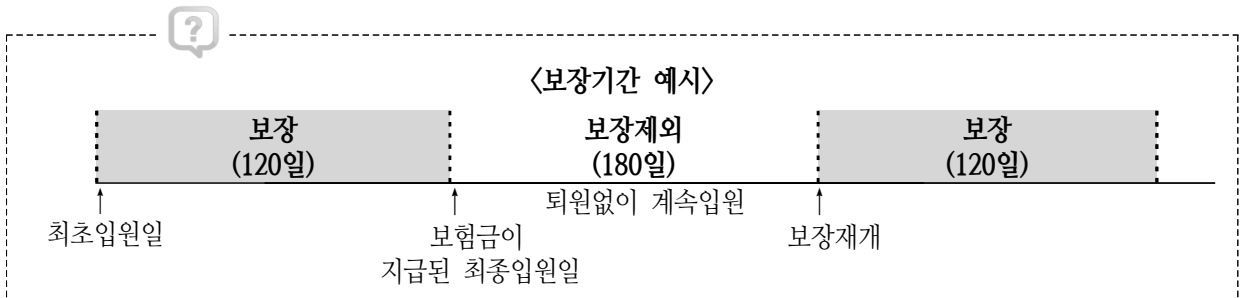 ?
〈보장기간 예시〉
보장 보장제외 보장
(120일) (180일) (120일)
퇴원없이 계속입원
최초입원일 보험금이 보장재개
지급된 최종입원일